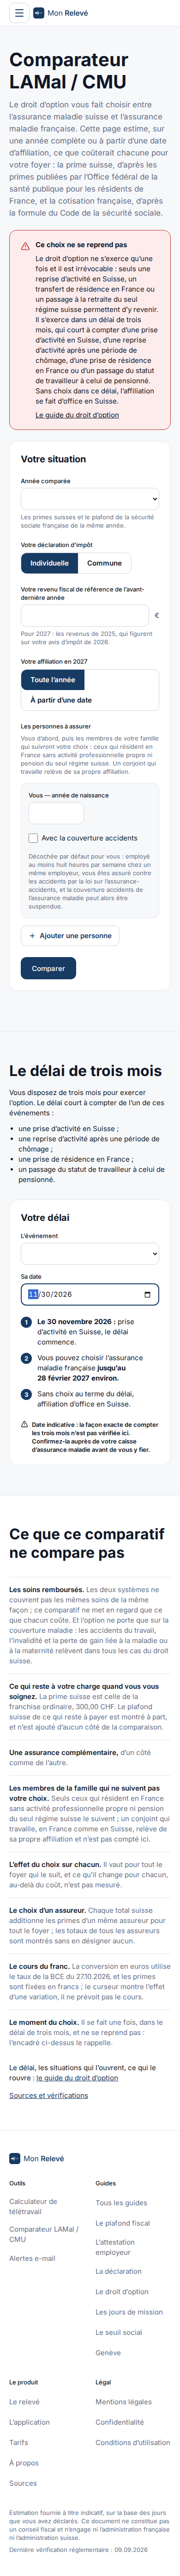 Mon Relevé
Comparateur
LAMal / CMU
Le droit d’option vous fait choisir entre
l’assurance maladie suisse et l’assurance
maladie française. Cette page estime, sur
une année complète ou à partir d’une date
d’affiliation, ce que coûterait chacune pour
votre foyer : la prime suisse, d’après les
primes publiées par l’Office fédéral de la
santé publique pour les résidents de
France, et la cotisation française, d’après
la formule du Code de la sécurité sociale.
Ce choix ne se reprend pas
Le droit d’option ne s’exerce qu’une
fois et il est irrévocable : seuls une
reprise d’activité en Suisse, un
transfert de résidence en France ou
un passage à la retraite du seul
régime suisse permettent d’y revenir.
Il s’exerce dans un délai de trois
mois, qui court à compter d’une prise
d’activité en Suisse, d’une reprise
d’activité après une période de
chômage, d’une prise de résidence
en France ou d’un passage du statut
de travailleur à celui de pensionné.
Sans choix dans ce délai, l’affiliation
se fait d’office en Suisse.
Le guide du droit d’option
Votre situation
Année comparée
Les primes suisses et le plafond de la sécurité
sociale française de la même année.
Votre déclaration d’impôt
Individuelle
Commune
Votre revenu fiscal de référence de l’avant-
dernière année
€
Pour 2027 : les revenus de 2025, qui figurent
sur votre avis d’impôt de 2026.
Votre affiliation en 2027
Toute l’année
À partir d’une date
Les personnes à assurer
Vous d’abord, puis les membres de votre famille
qui suivront votre choix : ceux qui résident en
France sans activité professionnelle propre ni
pension du seul régime suisse. Un conjoint qui
travaille relève de sa propre affiliation.
Vous — année de naissance
Avec la couverture accidents
Décochée par défaut pour vous : employé
au moins huit heures par semaine chez un
même employeur, vous êtes assuré contre
les accidents par la loi sur l’assurance-
accidents, et la couverture accidents de
l’assurance maladie peut alors être
suspendue.
Ajouter une personne
Comparer
Le délai de trois mois
Vous disposez de trois mois pour exercer
l’option. Le délai court à compter de l’un de ces
événements :
• une prise d’activité en Suisse ;
• une reprise d’activité après une période de
chômage ;
• une prise de résidence en France ;
• un passage du statut de travailleur à celui de
pensionné.
Votre délai
L’événement
Sa date
11/30/2026
1 Le 30 novembre 2026 : prise
d’activité en Suisse, le délai
commence.
2 Vous pouvez choisir l’assurance
maladie française jusqu’au
28 février 2027 environ.
3 Sans choix au terme du délai,
affiliation d’office en Suisse.
Date indicative : la façon exacte de compter
les trois mois n’est pas vérifiée ici.
Confirmez-la auprès de votre caisse
d’assurance maladie avant de vous y fier.
Ce que ce comparatif
ne compare pas
Les soins remboursés. Les deux systèmes ne
couvrent pas les mêmes soins de la même
façon ; ce comparatif ne met en regard que ce
que chacun coûte. Et l’option ne porte que sur la
couverture maladie : les accidents du travail,
l’invalidité et la perte de gain liée à la maladie ou
à la maternité relèvent dans tous les cas du droit
suisse.
Ce qui reste à votre charge quand vous vous
soignez. La prime suisse est celle de la
franchise ordinaire, 300,00 CHF. Le plafond
suisse de ce qui reste à payer est montré à part,
et n’est ajouté d’aucun côté de la comparaison.
Une assurance complémentaire, d’un côté
comme de l’autre.
Les membres de la famille qui ne suivent pas
votre choix. Seuls ceux qui résident en France
sans activité professionnelle propre ni pension
du seul régime suisse le suivent ; un conjoint qui
travaille, en France comme en Suisse, relève de
sa propre affiliation et n’est pas compté ici.
L’effet du choix sur chacun. Il vaut pour tout le
foyer qui le suit, et ce qu’il change pour chacun,
au-delà du coût, n’est pas mesuré.
Le choix d’un assureur. Chaque total suisse
additionne les primes d’un même assureur pour
tout le foyer ; les totaux de tous les assureurs
sont montrés sans en désigner aucun.
Le cours du franc. La conversion en euros utilise
le taux de la BCE du 27.10.2026, et les primes
sont fixées en francs ; le curseur montre l’effet
d’une variation, il ne prévoit pas le cours.
Le moment du choix. Il se fait une fois, dans le
délai de trois mois, et ne se reprend pas :
l’encadré ci-dessus le rappelle.
Le délai, les situations qui l’ouvrent, ce qui le
rouvre : le guide du droit d’option
Sources et vérifications
Mon Relevé
Outils
Calculateur de
télétravail
Comparateur LAMal /
CMU
Alertes e-mail
Guides
Tous les guides
Le plafond fiscal
L’attestation
employeur
La déclaration
Le droit d’option
Les jours de mission
Le seuil social
Genève
Le produit
Le relevé
L’application
Tarifs
À propos
Sources
Légal
Mentions légales
Confidentialité
Conditions d’utilisation
Estimation fournie à titre indicatif, sur la base des jours
que vous avez déclarés. Ce document ne constitue pas
un conseil fiscal et n’engage ni l’administration française
ni l’administration suisse.
Dernière vérification réglementaire : 09.09.2026